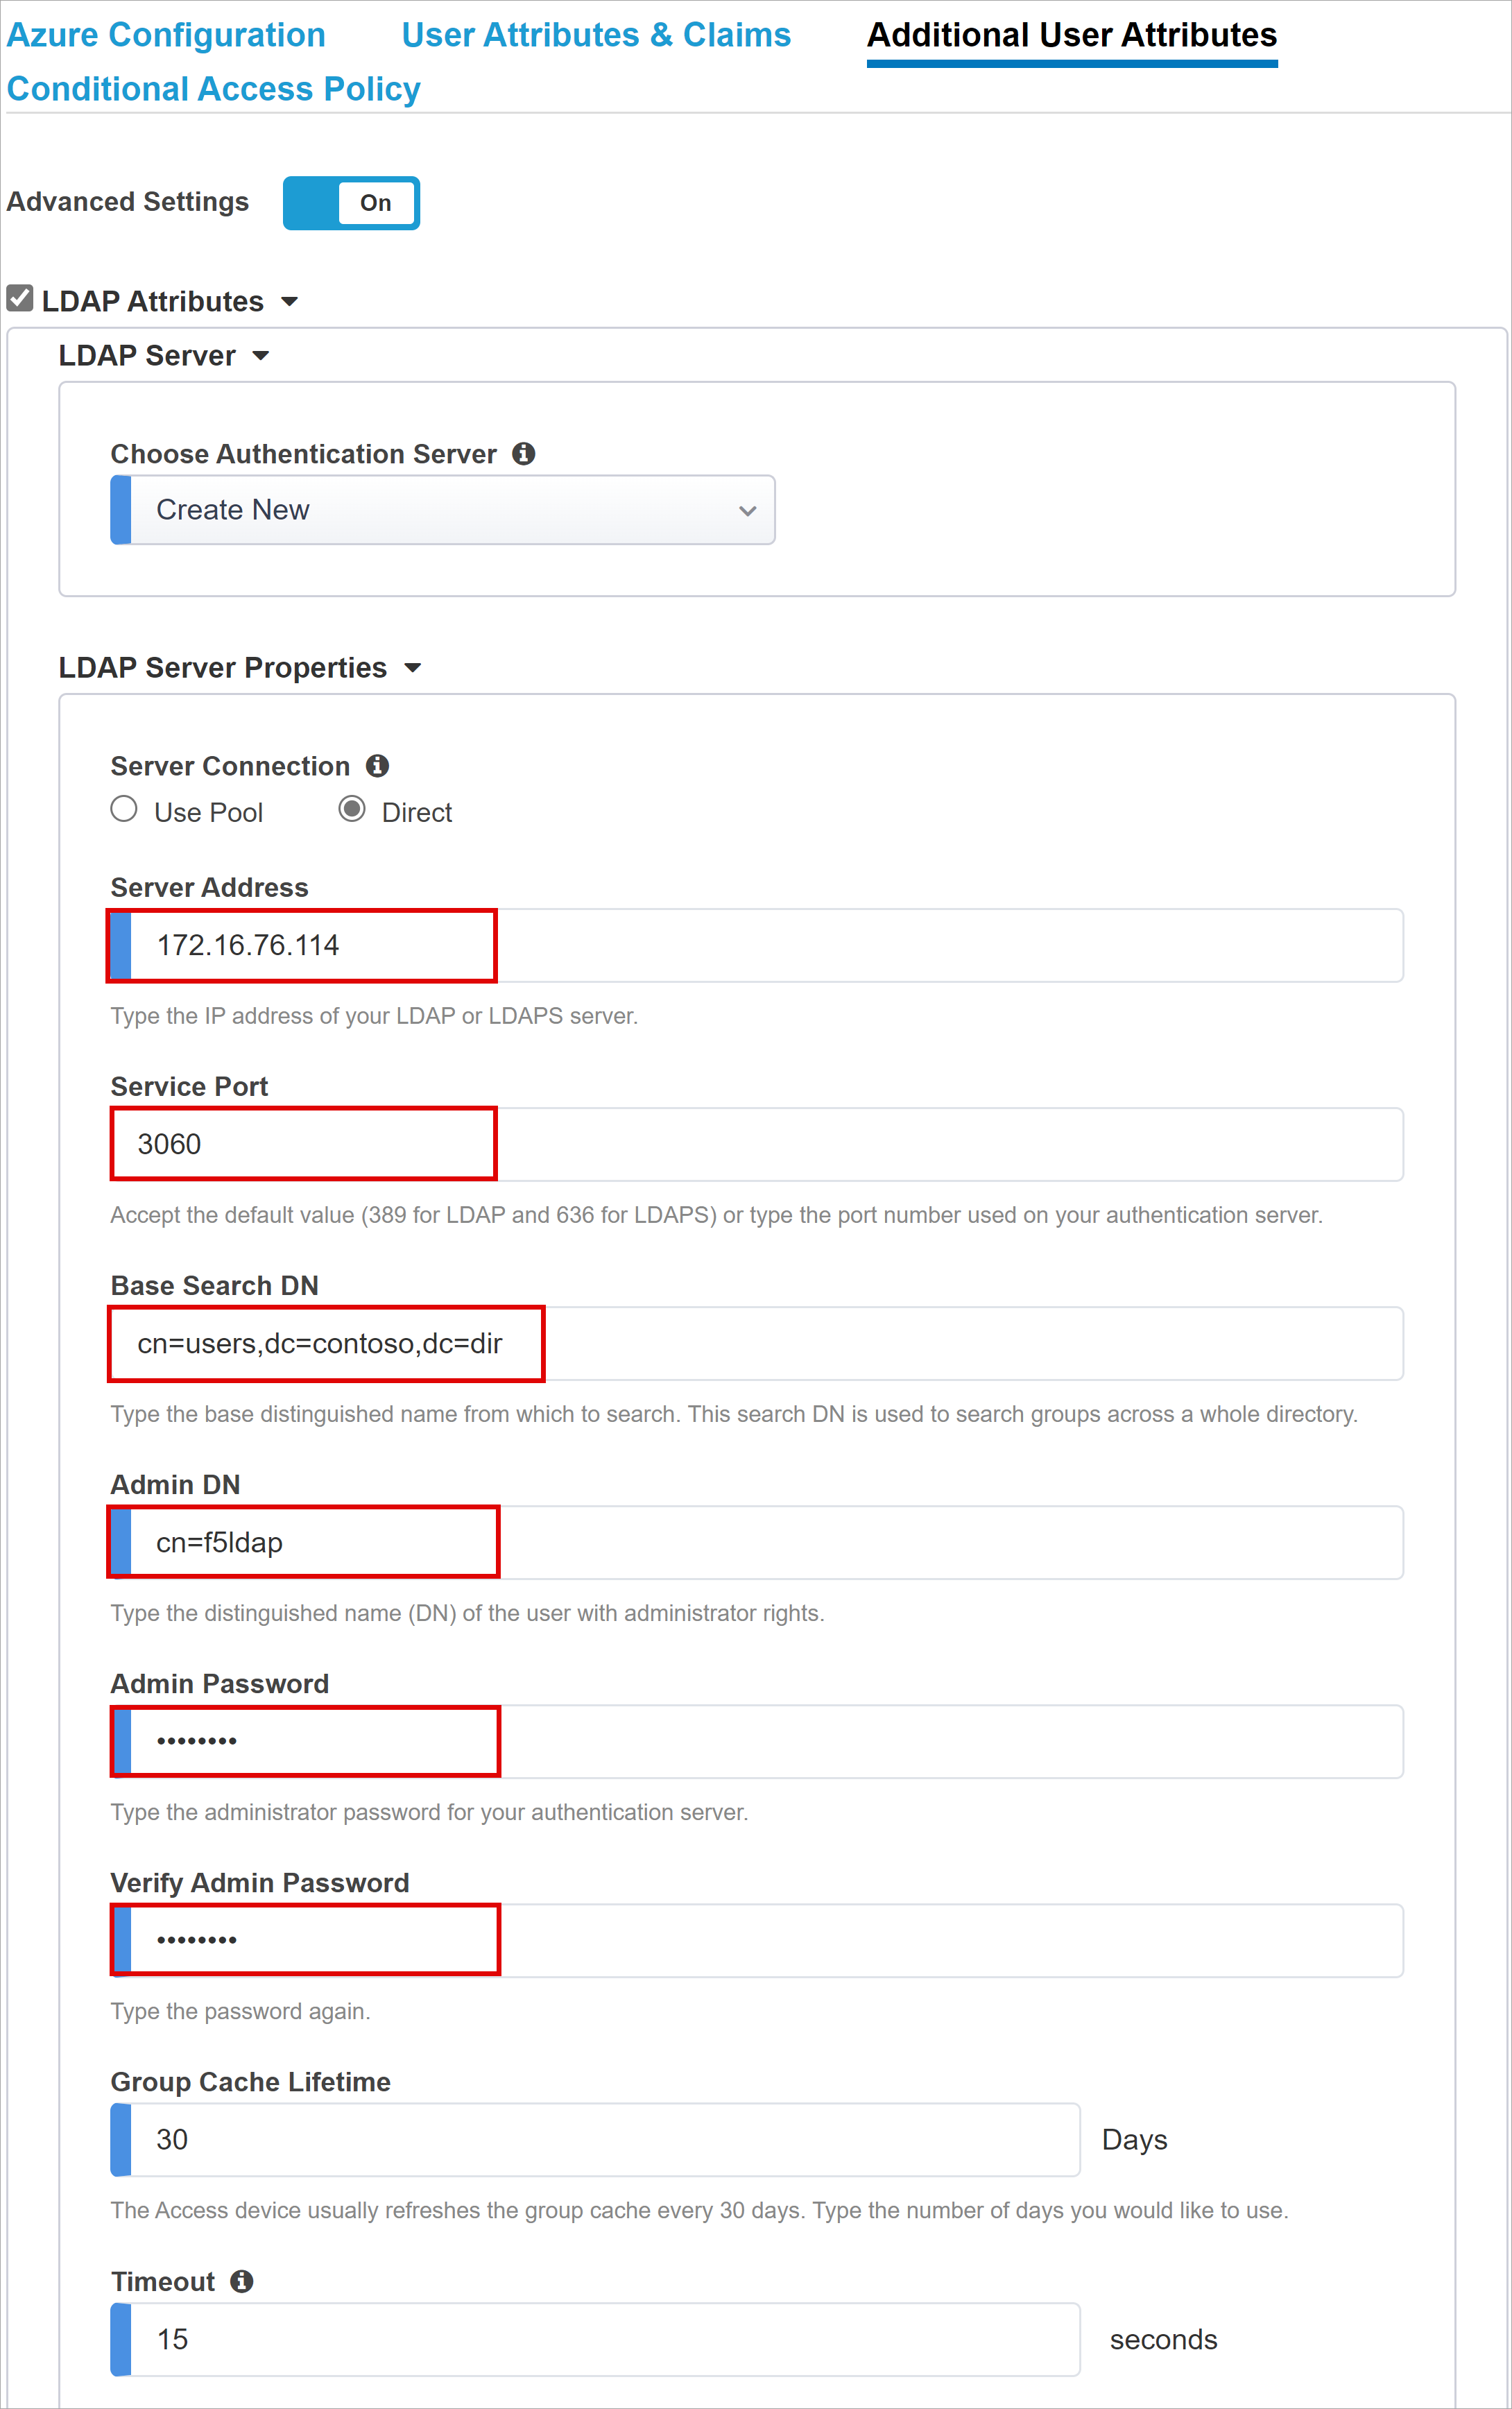 Azure Configuration User Attributes & Claims Additional User Attributes
Conditional Access Policy
Advanced Settings On
LDAP Attributes
LDAP Server
Choose Authentication Server
Create New
LDAP Server Properties
Server Connection
Use Pool Direct
Server Address
172.16.76.114
Type the IP address of your LDAP or LDAPS server.
Service Port
3060
Accept the default value (389 for LDAP and 636 for LDAPS) or type the port number used on your authentication server.
Base Search DN
cn=users,dc=contoso,dc=dir
Type the base distinguished name from which to search. This search DN is used to search groups across a whole directory.
Admin DN
cn=f5ldap
Type the distinguished name (DN) of the user with administrator rights.
Admin Password
••••••••
Type the administrator password for your authentication server.
Verify Admin Password
••••••••
Type the password again.
Group Cache Lifetime
30 Days
The Access device usually refreshes the group cache every 30 days. Type the number of days you would like to use.
Timeout
15 seconds